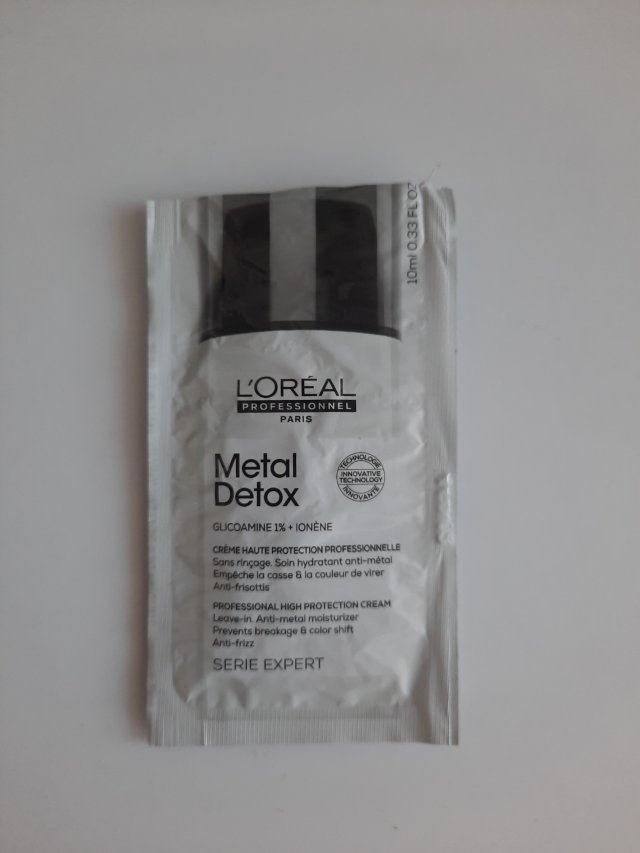 10ml 0.33 FL OZ
L'ORÉAL
PROFESSIONNEL
PARIS
Metal
Detox
TECHNOLOGIE
INNOVATIVE
TECHNOLOGY
INNOVANTE
GLICOAMINE 1% + IONÈNE
CRÈME HAUTE PROTECTION PROFESSIONNELLE
Sans rinçage. Soin hydratant anti-métal
Empêche la casse & la couleur de virer
Anti-frisottis
PROFESSIONAL HIGH PROTECTION CREAM
Leave-in. Anti-metal moisturizer
Prevents breakage & color shift
Anti-frizz
SERIE EXPERT